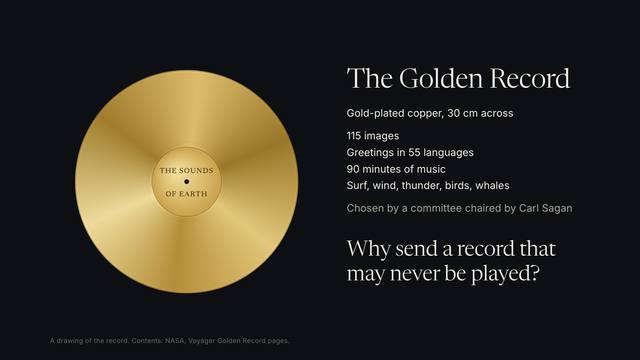 THE SOUNDS
OF EARTH
The Golden Record
Gold-plated copper, 30 cm across
115 images
Greetings in 55 languages
90 minutes of music
Surf, wind, thunder, birds, whales
Chosen by a committee chaired by Carl Sagan
Why send a record that
may never be played?
A drawing of the record. Contents: NASA, Voyager Golden Record pages.